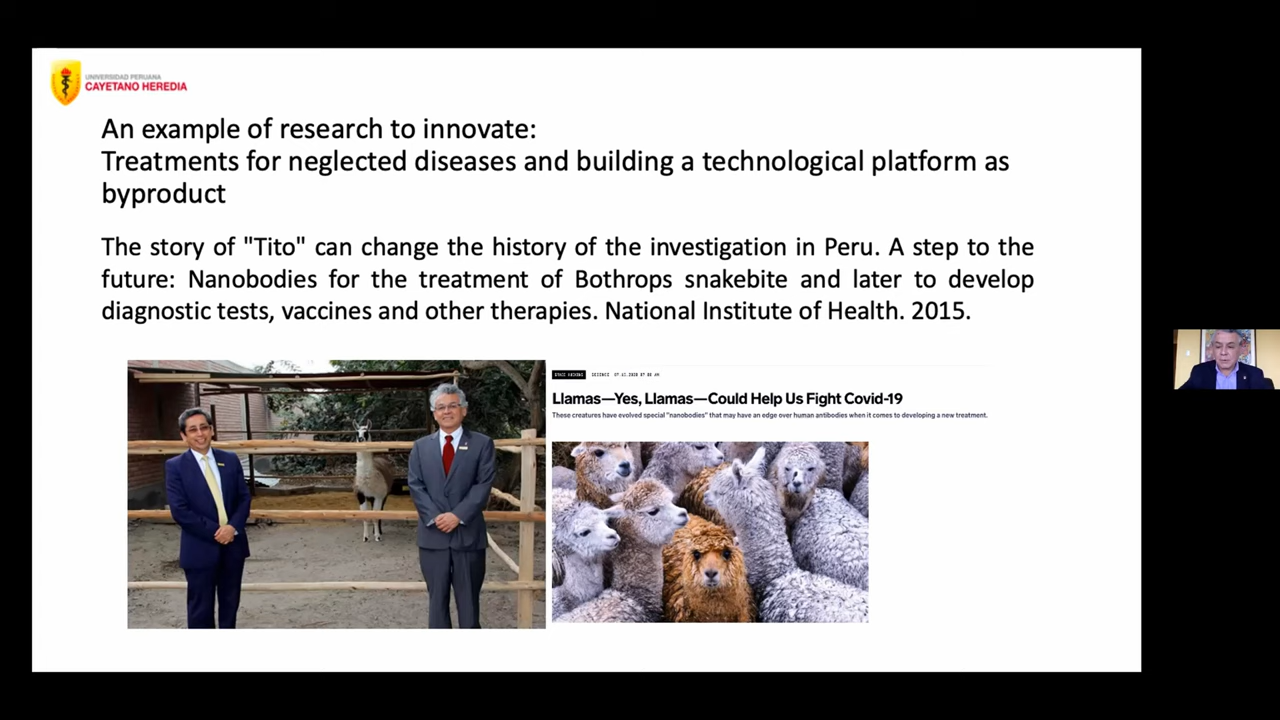 UNIVERSIDAD PERUANA
CAYETANO HEREDIA
An example of research to innovate:
Treatments for neglected diseases and building a technological platform as
byproduct
The story of "Tito" can change the history of the investigation in Peru. A step to the
future: Nanobodies for the treatment of Bothrops snakebite and later to develop
diagnostic tests, vaccines and other therapies. National Institute of Health. 2015.
SCIENCE
Llamas—Yes, Llamas—Could Help Us Fight Covid-19
These creatures have evolved special "nanobodies" that may have an edge over human antibodies when it comes to developing a new treatment.